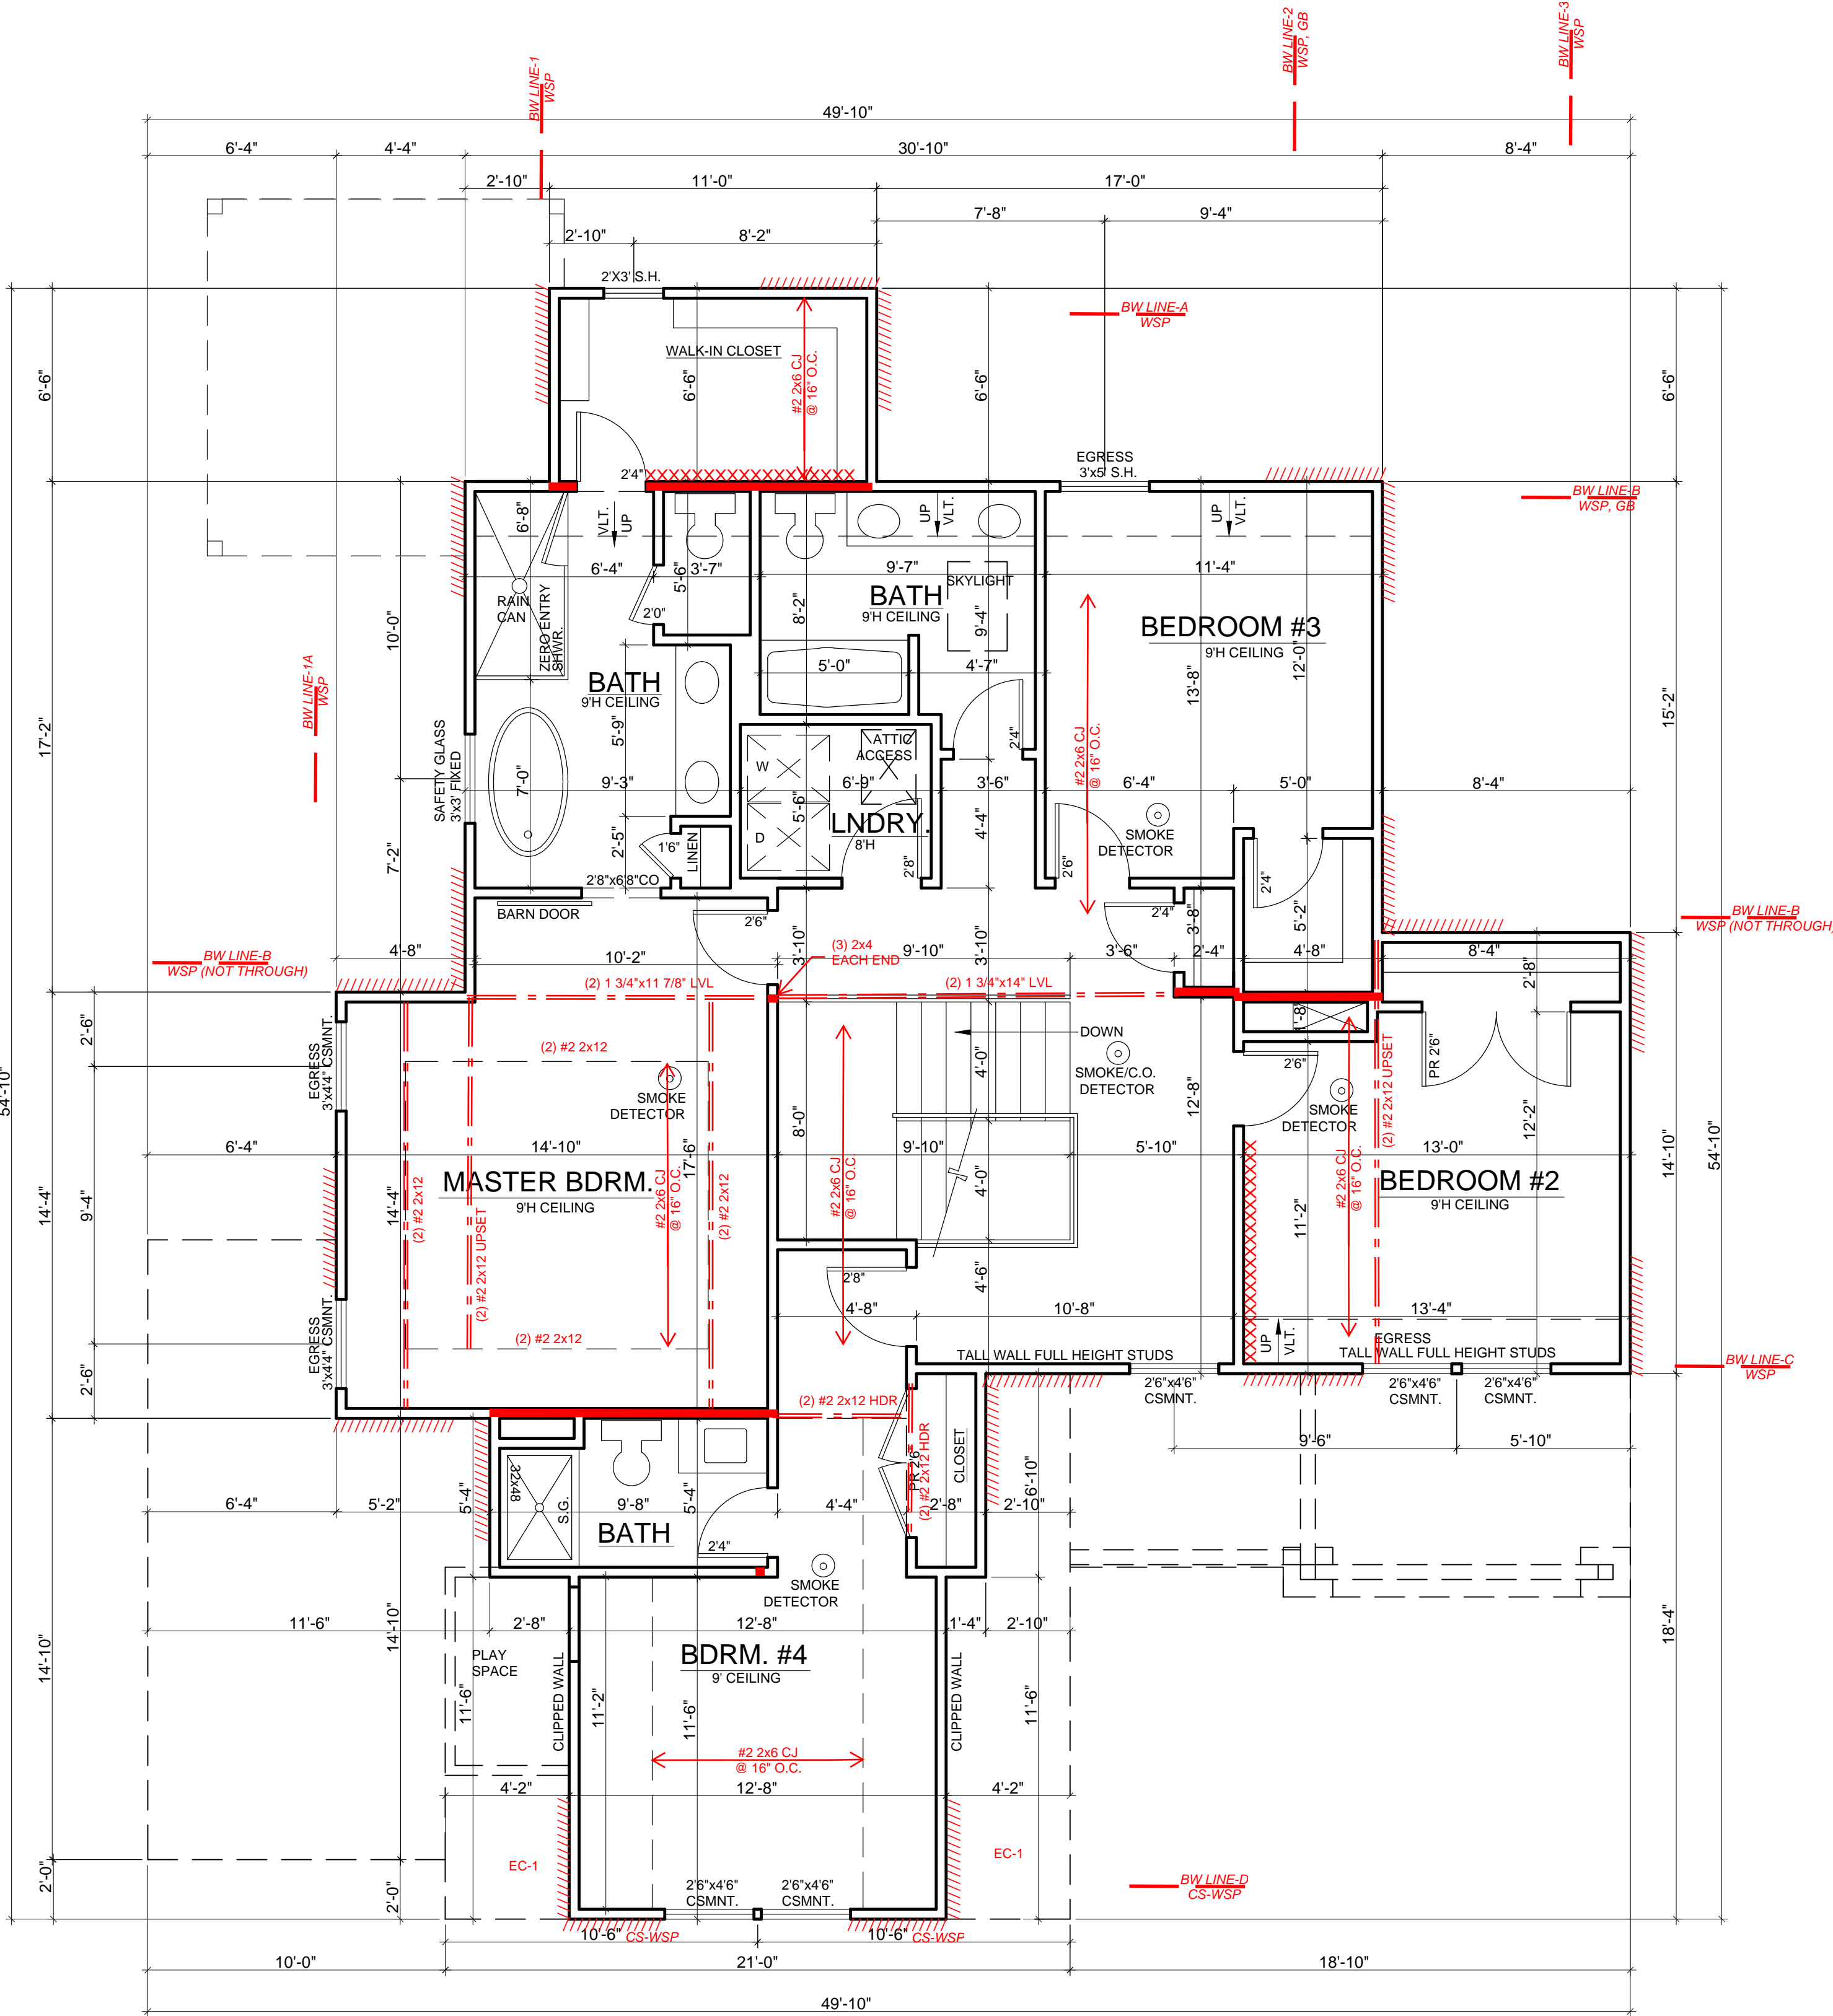 BW LINE-1
WSP
BW LINE-2
WSP, GB
BW LINE-3
WSP
49'-10"
6'-4"
4'-4"
30'-10"
8'-4"
2'-10"
11'-0"
17'-0"
7'-8"
9'-4"
2'-10"
8'-2"
2'X3' S.H.
BW LINE-A
WSP
WALK-IN CLOSET
#2 2x6 CJ
@ 16" O.C.
6'-6"
6'-6"
6'-6"
6'-6"
EGRESS
3'x5' S.H.
2'4"
BW LINE-B
WSP, GB
6'-8"
VLT.
UP
UP
VLT.
UP
VLT.
6'-4"
5'-6"
3'-7"
9'-7"
11'-4"
SKYLIGHT
RAIN
CAN
ZERO ENTRY
SHWR.
2'0"
8'-2"
BATH
9'H CEILING
9'-4"
BEDROOM #3
9'H CEILING
12'-0"
13'-8"
10'-0"
17'-2"
15'-2"
BW LINE-1A
WSP
BATH
9'H CEILING
5'-0"
4'-7"
5'-9"
SAFETY GLASS
3'x3' FIXED
7'-0"
ATTIC
ACCESS
2'4"
#2 2x6 CJ
@ 16" O.C.
W
9'-3"
6'-9"
3'-6"
6'-4"
5'-0"
8'-4"
5'-6"
D
LNDRY.
8'H
4'-4"
SMOKE
DETECTOR
2'-5"
1'6"
LINEN
7'-2"
2'8"
2'6"
2'4"
2'8"x6'8"CO
BARN DOOR
2'6"
2'4"
3'-8"
5'-2"
BW LINE-B
WSP (NOT THROUGH)
BW LINE-B
WSP (NOT THROUGH)
4'-8"
10'-2"
3'-10"
(3) 2x4
EACH END
9'-10"
3'-10"
3'-6"
2'-4"
4'-8"
8'-4"
2'-8"
(2) 1 3/4"x11 7/8" LVL
(2) 1 3/4"x14" LVL
2'-6"
EGRESS
3'x4'4" CSMNT.
(2) #2 2x12
SMOKE
DETECTOR
DOWN
4'-0"
SMOKE/C.O.
DETECTOR
1'-8"
2'6"
SMOKE
DETECTOR
PR 2'6"
(2) #2 2x12 UPSET
54'-10"
12'-8"
12'-2"
8'-0"
6'-4"
14'-10"
17'-6"
9'-10"
5'-10"
13'-0"
14'-10"
54'-10"
MASTER BDRM.
9'H CEILING
#2 2x6 CJ
@ 16" O.C.
(2) #2 2x12
#2 2x6 CJ
@ 16" O.C.
4'-0"
#2 2x6 CJ
@ 16" O.C.
BEDROOM #2
9'H CEILING
14'-4"
9'-4"
14'-4"
(2) #2 2x12
(2) #2 2x12 UPSET
11'-2"
2'8"
4'-6"
4'-8"
10'-8"
13'-4"
(2) #2 2x12
EGRESS
3'x4'4" CSMNT.
2'-6"
UP
VLT.
TALL WALL FULL HEIGHT STUDS
EGRESS
TALL WALL FULL HEIGHT STUDS
BW LINE-C
WSP
2'6"x4'6"
CSMNT.
2'6"x4'6"
CSMNT.
2'6"x4'6"
CSMNT.
(2) #2 2x12 HDR
(2) #2 2x12 HDR
PR 2'6"
CLOSET
9'-6"
5'-10"
32x48
S.G.
6'-10"
6'-4"
5'-2"
5'-4"
9'-8"
5'-4"
4'-4"
2'-8"
2'-10"
BATH
2'4"
SMOKE
DETECTOR
11'-6"
14'-10"
2'-8"
12'-8"
1'-4"
2'-10"
18'-4"
PLAY
SPACE
CLIPPED WALL
BDRM. #4
9' CEILING
CLIPPED WALL
14'-10"
11'-6"
11'-2"
11'-6"
11'-6"
#2 2x6 CJ
@ 16" O.C.
4'-2"
12'-8"
4'-2"
EC-1
EC-1
2'-0"
2'-0"
2'6"x4'6"
CSMNT.
2'6"x4'6"
CSMNT.
BW LINE-D
CS-WSP
10'-6"
CS-WSP
10'-6"
CS-WSP
10'-0"
21'-0"
18'-10"
49'-10"